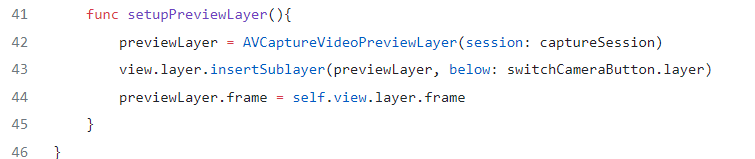 41 func setupPreviewLayer(){
42 previewLayer = AVCaptureVideoPreviewLayer(session: captureSession)
43 view.layer.insertSublayer(previewLayer, below: switchCameraButton.layer)
44 previewLayer.frame = self.view.layer.frame
45 }
46 }